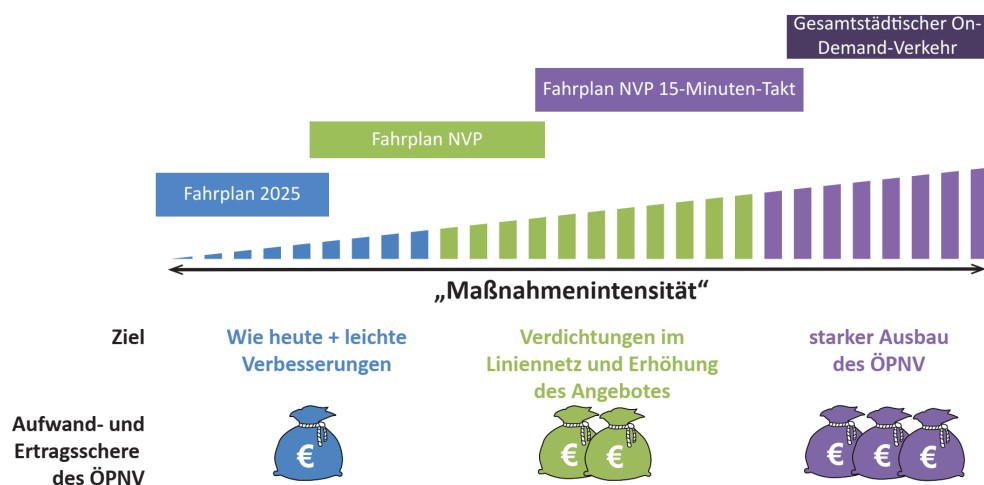 Gesamtstädtischer On-
Demand-Verkehr
Fahrplan NVP 15-Minuten-Takt
Fahrplan NVP
Fahrplan 2025
„Maßnahmenintensität“
Ziel
Wie heute + leichte
Verbesserungen
Verdichtungen im
Liniennetz und Erhöhung
des Angebotes
starker Ausbau
des ÖPNV
Aufwand- und
Ertragsschere
des ÖPNV
€
€ €
€ € €